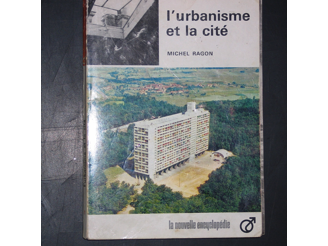 l'urbanisme
et la cité
MICHEL RAGON
la nouvelle encyclopédie